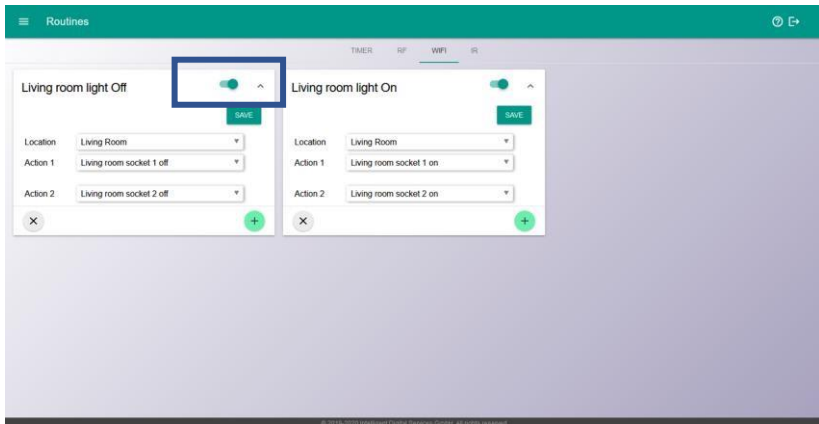 Routines
TIMER RF WIFI IR
Living room light Off
SAVE
Location Living Room
Action 1 Living room socket 1 off
Action 2 Living room socket 2 off
Living room light On
SAVE
Location Living Room
Action 1 Living room socket 1 on
Action 2 Living room socket 2 on